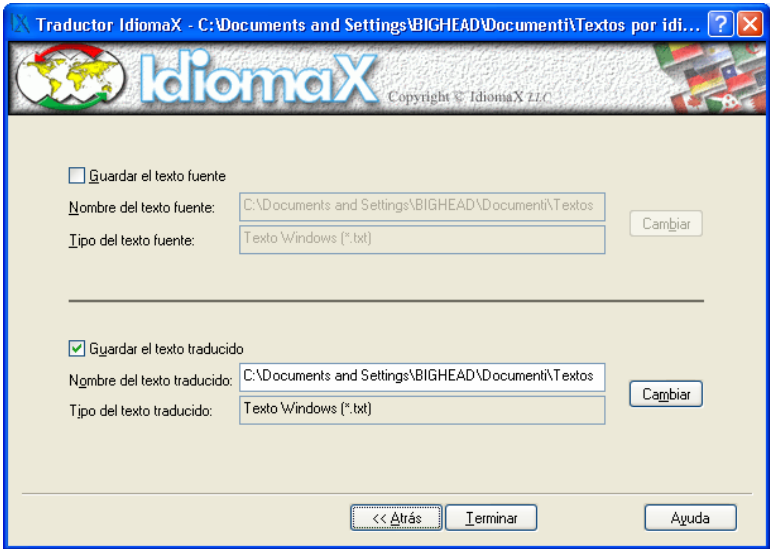 Traductor IdiomaX - C:\Documents and Settings\BIGHEAD\Documenti\Textos por idi...
IdiomaX Copyright © IdiomaX LLC
Guardar el texto fuente
Nombre del texto fuente: C:\Documents and Settings\BIGHEAD\Documenti\Textos
Cambiar
Tipo del texto fuente: Texto Windows (*.txt)
Guardar el texto traducido
Nombre del texto traducido: C:\Documents and Settings\BIGHEAD\Documenti\Textos
Cambiar
Tipo del texto traducido: Texto Windows (*.txt)
<< Atrás Terminar Ayuda